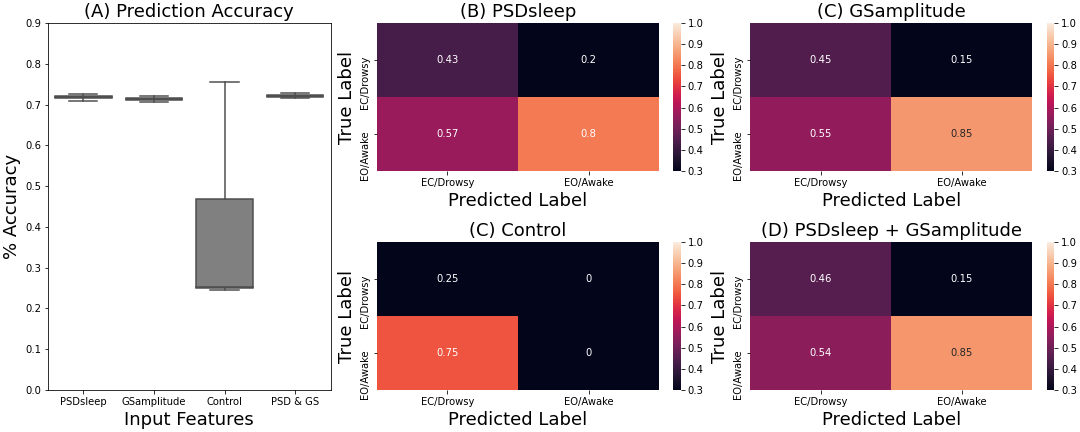 (A) Prediction Accuracy
% Accuracy
0.9
0.8
0.7
0.6
0.5
0.4
0.3
0.2
0.1
0.0
PSDsleep GSamplitude Control PSD & GS
Input Features
(B) PSDsleep
True Label
EC/Drowsy
EO/Awake
0.43 0.2
0.57 0.8
EC/Drowsy EO/Awake
Predicted Label
1.0
0.9
0.8
0.7
0.6
0.5
0.4
0.3
(C) GSamplitude
True Label
EC/Drowsy
EO/Awake
0.45 0.15
0.55 0.85
EC/Drowsy EO/Awake
Predicted Label
1.0
0.9
0.8
0.7
0.6
0.5
0.4
0.3
(C) Control
True Label
EC/Drowsy
EO/Awake
0.25 0
0.75 0
EC/Drowsy EO/Awake
Predicted Label
1.0
0.9
0.8
0.7
0.6
0.5
0.4
0.3
(D) PSDsleep + GSamplitude
True Label
EC/Drowsy
EO/Awake
0.46 0.15
0.54 0.85
EC/Drowsy EO/Awake
Predicted Label
1.0
0.9
0.8
0.7
0.6
0.5
0.4
0.3